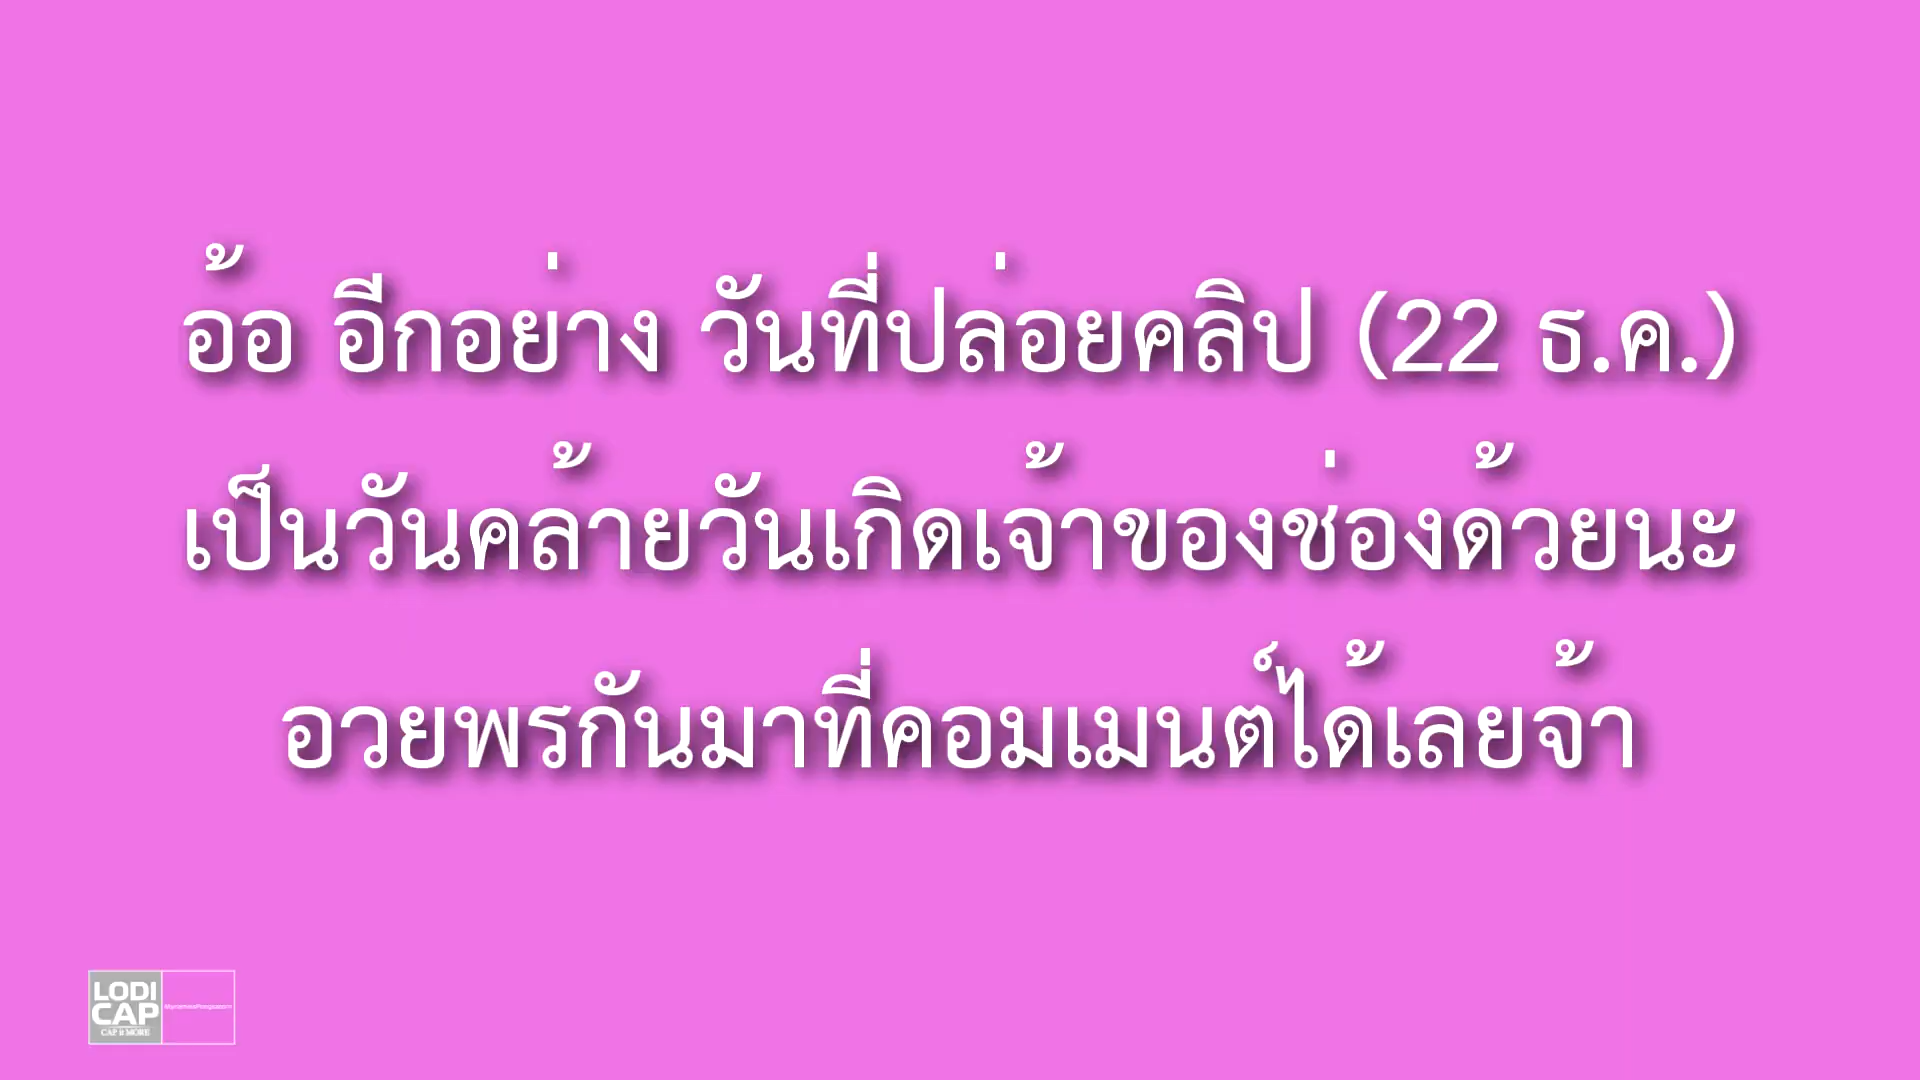 อ้อ อีกอย่าง วันที่ปล่อยคลิป (22 ธ.ค.)
เป็นวันคล้ายวันเกิดเจ้าของช่องด้วยนะ
อวยพรกันมาที่คอมเมนต์ได้เลยจ้า
LODI
CAP
CAP & MORE